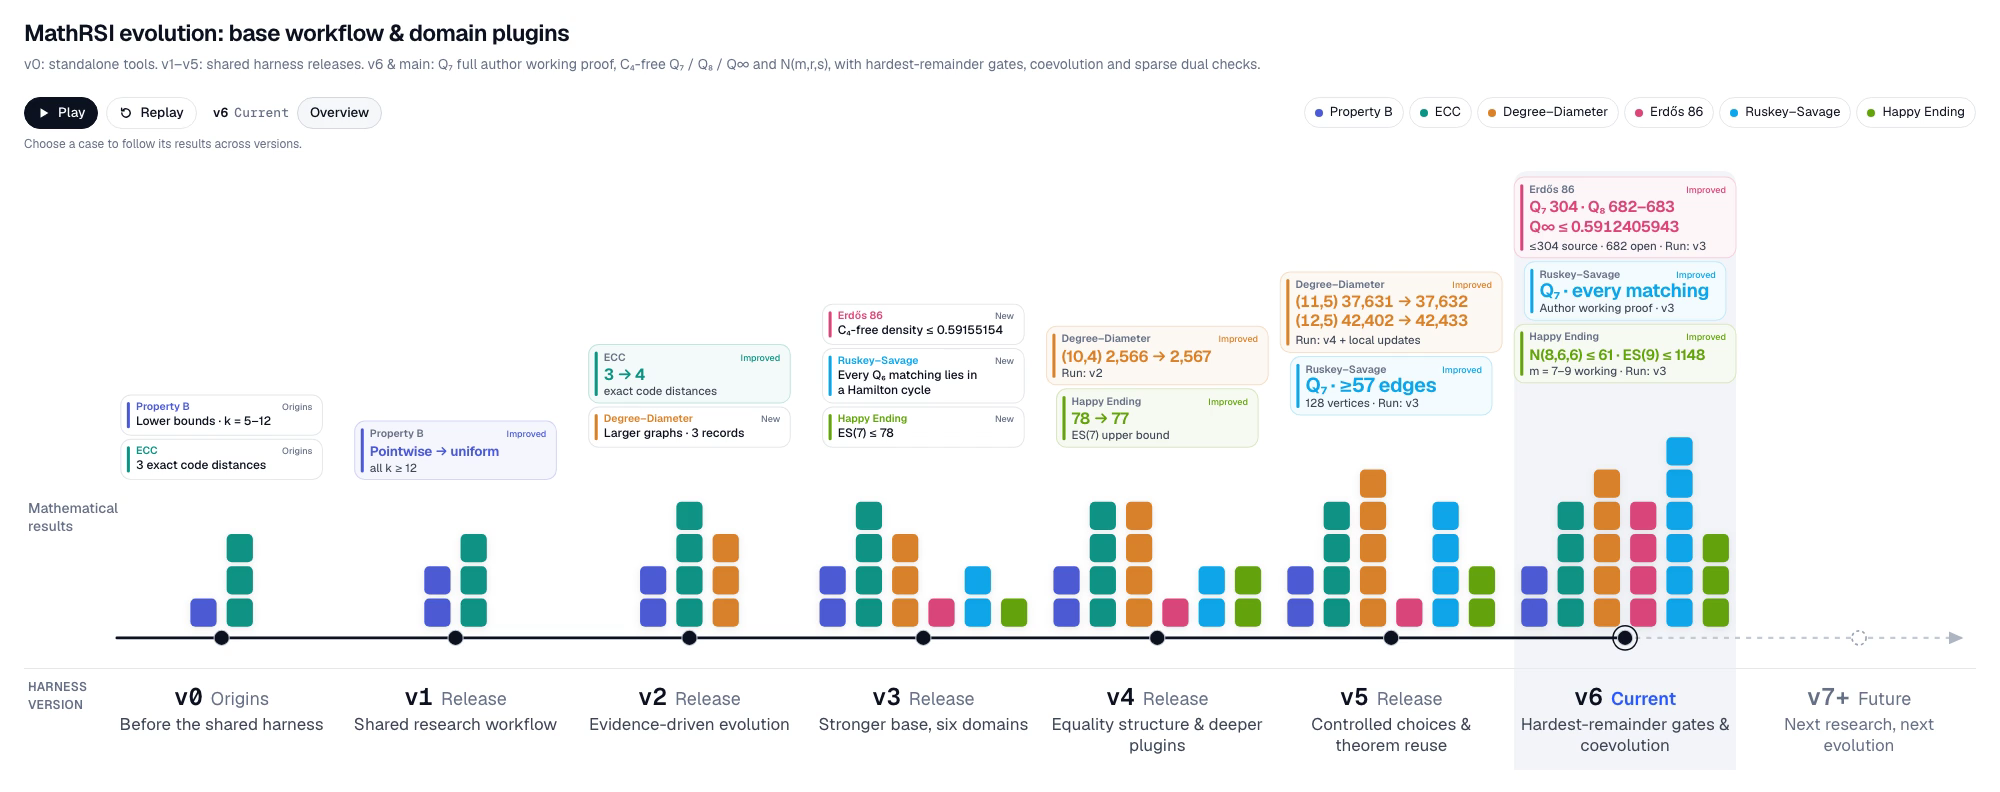 MathRSI evolution: base workflow & domain plugins
v0: standalone tools. v1–v5: shared harness releases. v6 & main: Q₇ full author working proof, C₄-free Q₇ / Q₈ / Q∞ and N(m,r,s), with hardest-remainder gates, coevolution and sparse dual checks.
Play
Replay
v6 Current
Overview
Property B
ECC
Degree–Diameter
Erdős 86
Ruskey–Savage
Happy Ending
Choose a case to follow its results across versions.
Property B Origins
Lower bounds · k = 5–12
ECC Origins
3 exact code distances
Property B Improved
Pointwise → uniform
all k ≥ 12
ECC Improved
3 → 4
exact code distances
Degree–Diameter New
Larger graphs · 3 records
Erdős 86 New
C₄-free density ≤ 0.59155154
Ruskey–Savage New
Every Q₆ matching lies in
a Hamilton cycle
Happy Ending New
ES(7) ≤ 78
Degree–Diameter Improved
(10,4) 2,566 → 2,567
Run: v2
Happy Ending Improved
78 → 77
ES(7) upper bound
Degree–Diameter Improved
(11,5) 37,631 → 37,632
(12,5) 42,402 → 42,433
Run: v4 + local updates
Ruskey–Savage Improved
Q₇ · ≥57 edges
128 vertices · Run: v3
Erdős 86 Improved
Q₇ 304 · Q₈ 682–683
Q∞ ≤ 0.5912405943
≤304 source · 682 open · Run: v3
Ruskey–Savage Improved
Q₇ · every matching
Author working proof · v3
Happy Ending Improved
N(8,6,6) ≤ 61 · ES(9) ≤ 1148
m = 7–9 working · Run: v3
Mathematical
results
HARNESS
VERSION
v0 Origins
Before the shared harness
v1 Release
Shared research workflow
v2 Release
Evidence-driven evolution
v3 Release
Stronger base, six domains
v4 Release
Equality structure & deeper
plugins
v5 Release
Controlled choices &
theorem reuse
v6 Current
Hardest-remainder gates &
coevolution
v7+ Future
Next research, next
evolution